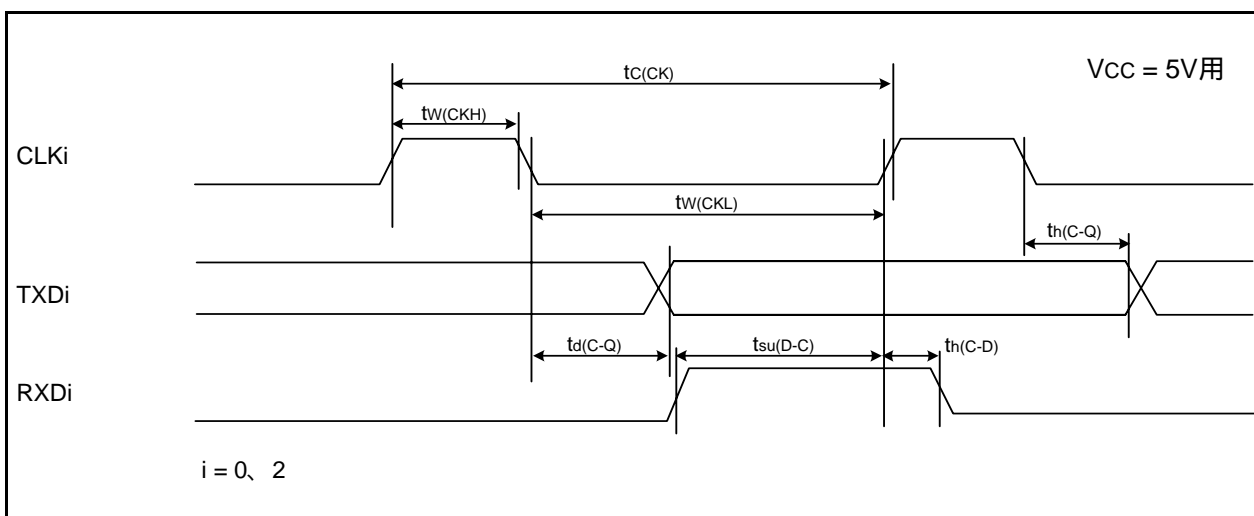 VCC = 5V用
tC(CK)
tW(CKH)
CLKi
tW(CKL)
th(C-Q)
TXDi
td(C-Q)
tsu(D-C)
th(C-D)
RXDi
i = 0、 2